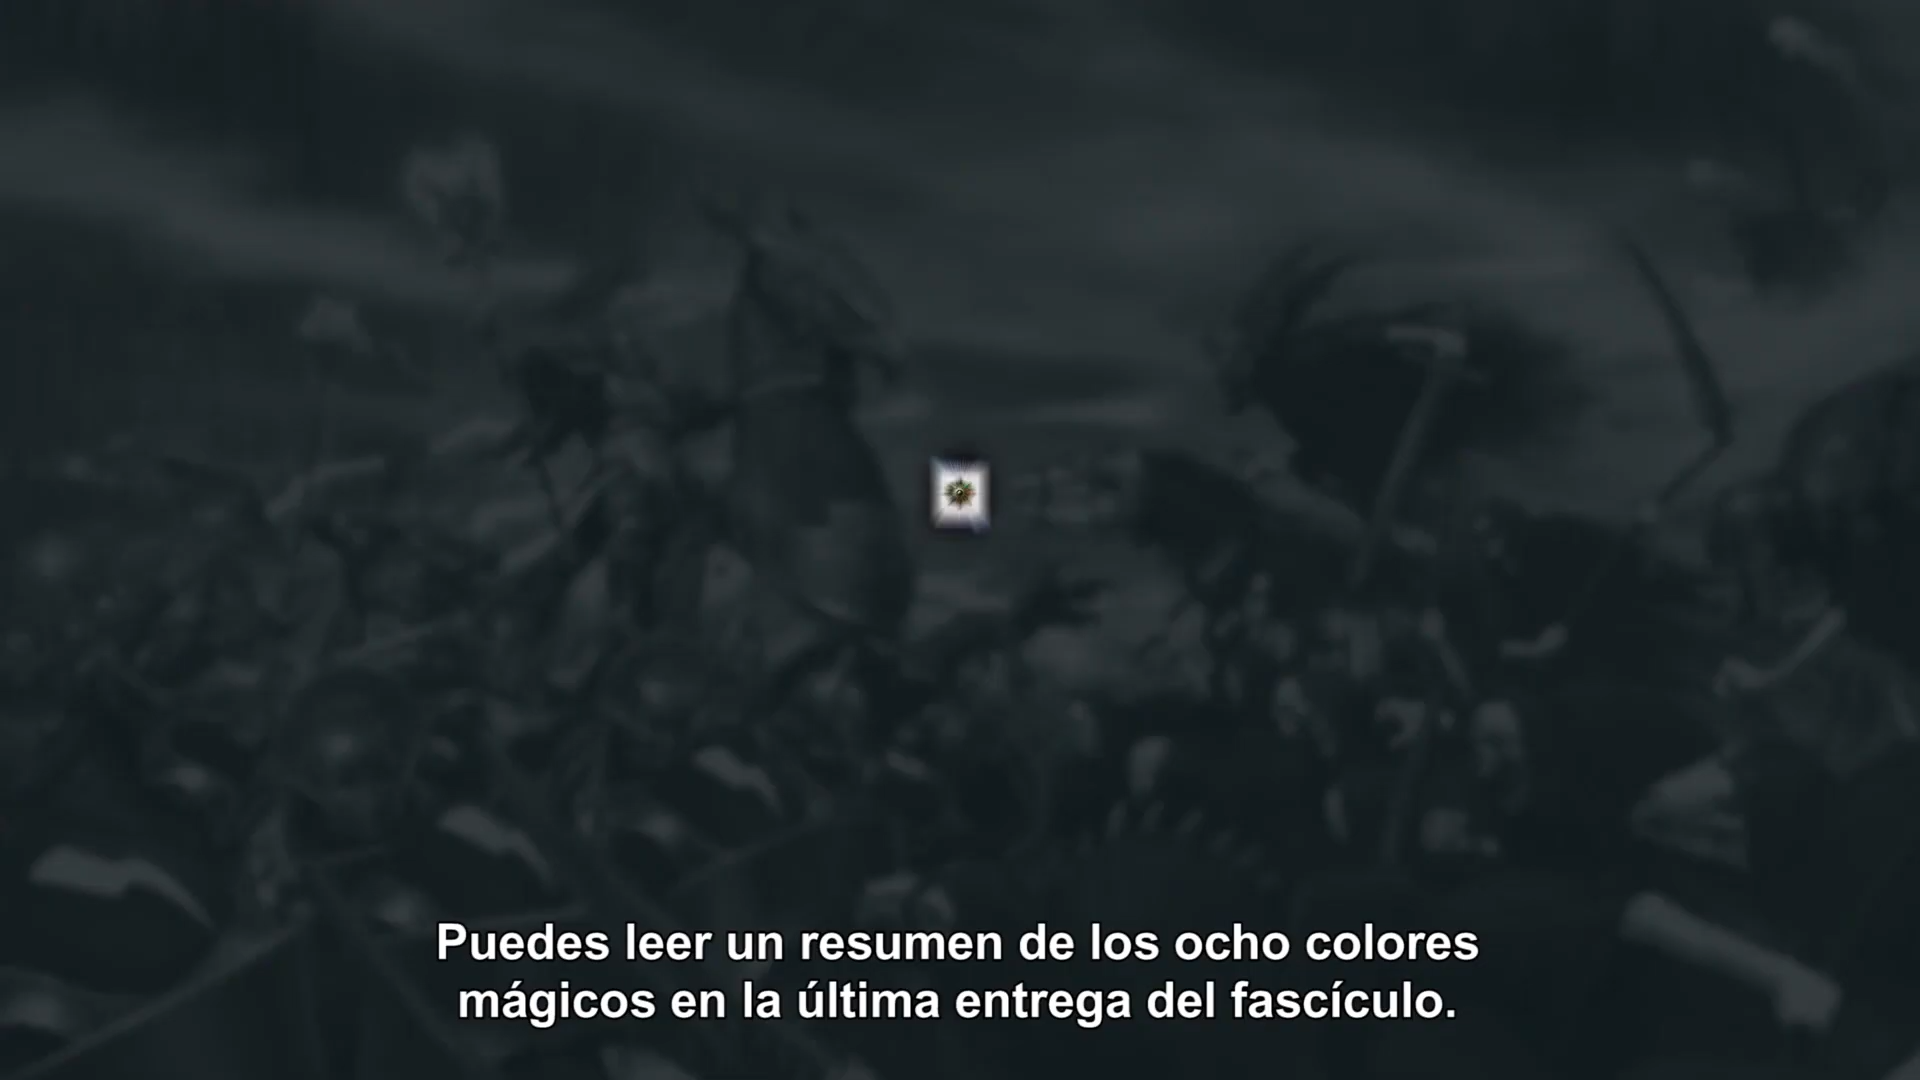 Puedes leer un resumen de los ocho colores
mágicos en la última entrega del fascículo.